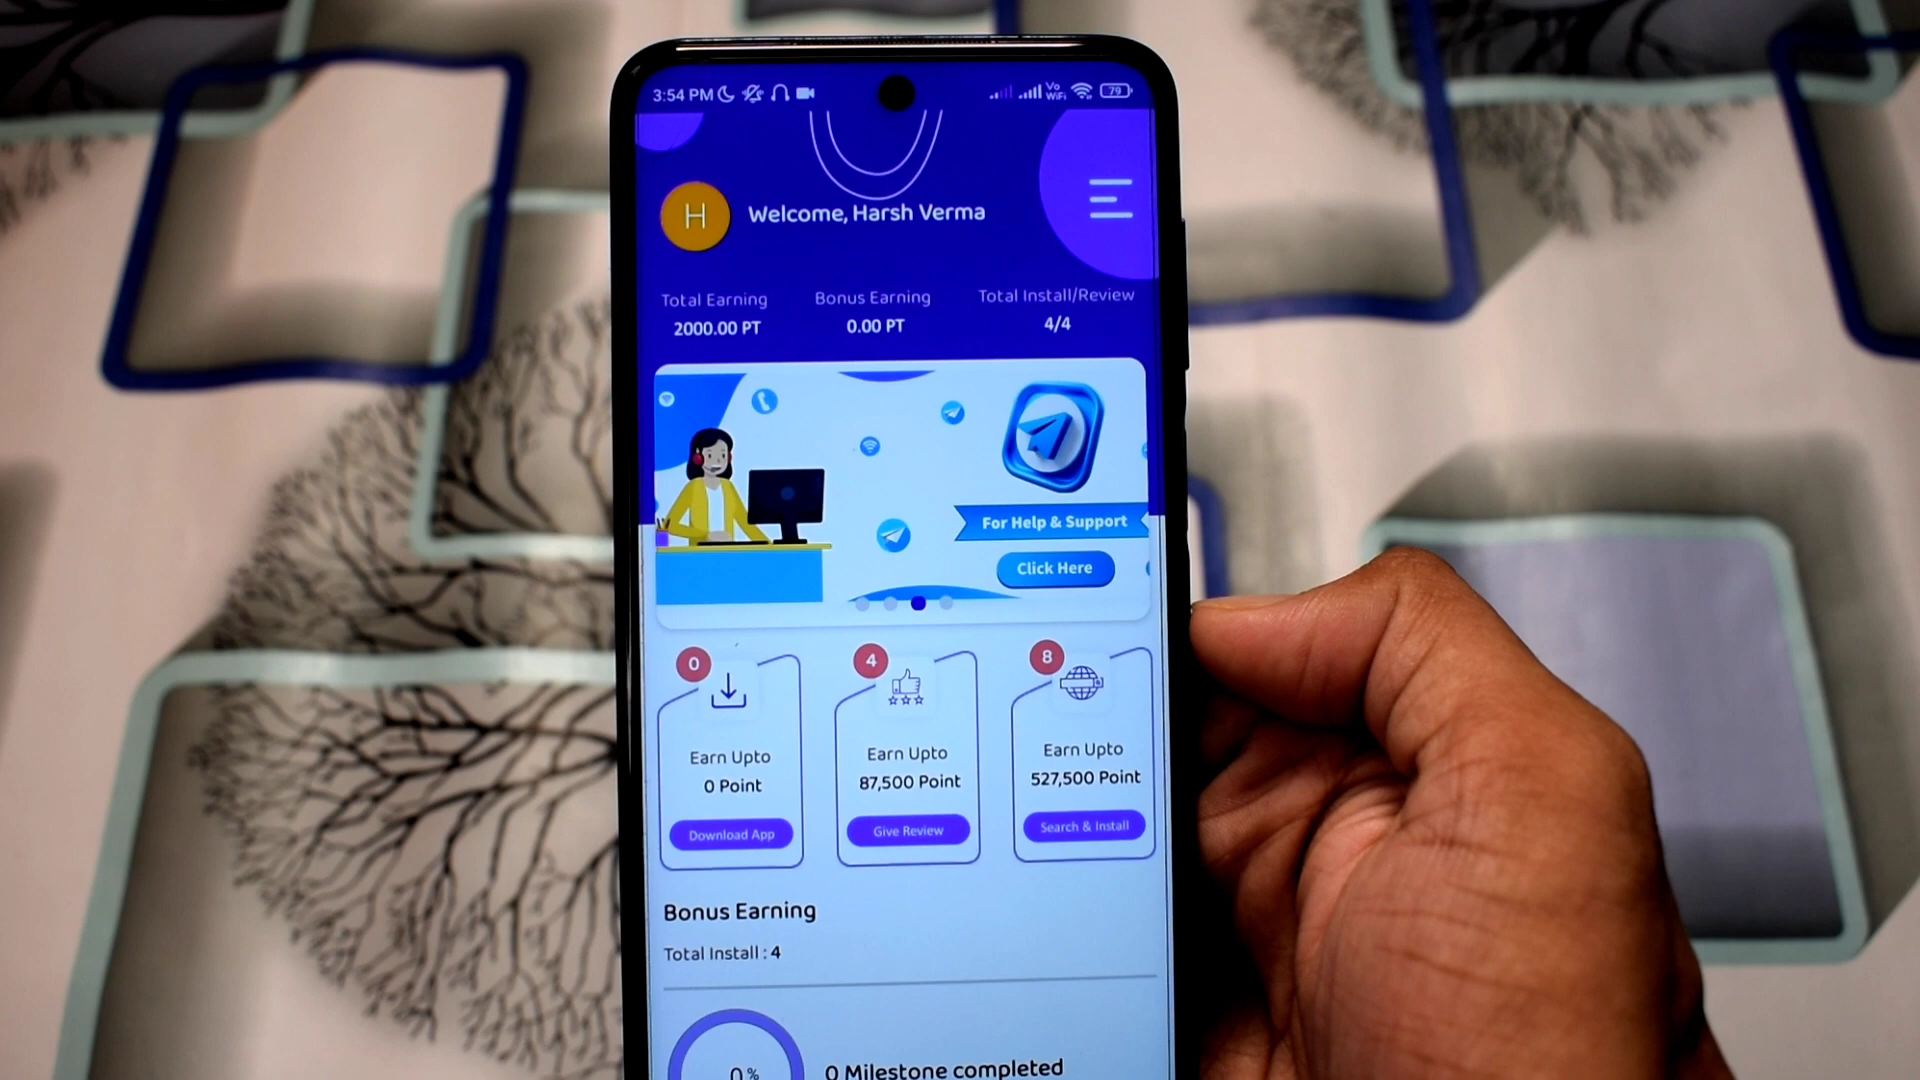 3:54 PM
Vo
WiFi
79
H
Welcome, Harsh Verma
Total Earning
2000.00 PT
Bonus Earning
0.00 PT
Total Install/Review
4/4
For Help & Support
Click Here
0
Earn Upto
0 Point
Download App
4
Earn Upto
87,500 Point
Give Review
8
Earn Upto
527,500 Point
Search & Install
Bonus Earning
Total Install : 4
0%
0 Milestone completed